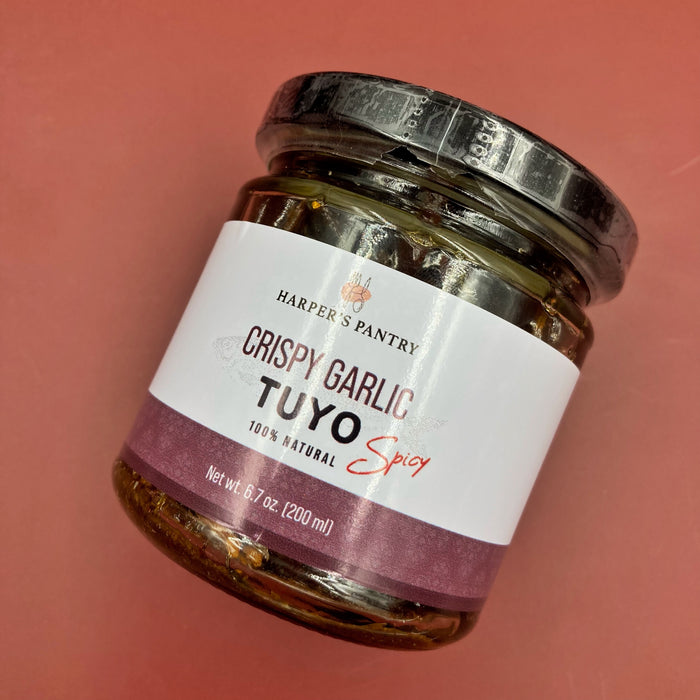 HARPER'S PANTRY
CRISPY GARLIC
TUYO
100% NATURAL
Spicy
Net wt. 6.7 oz. (200 ml)